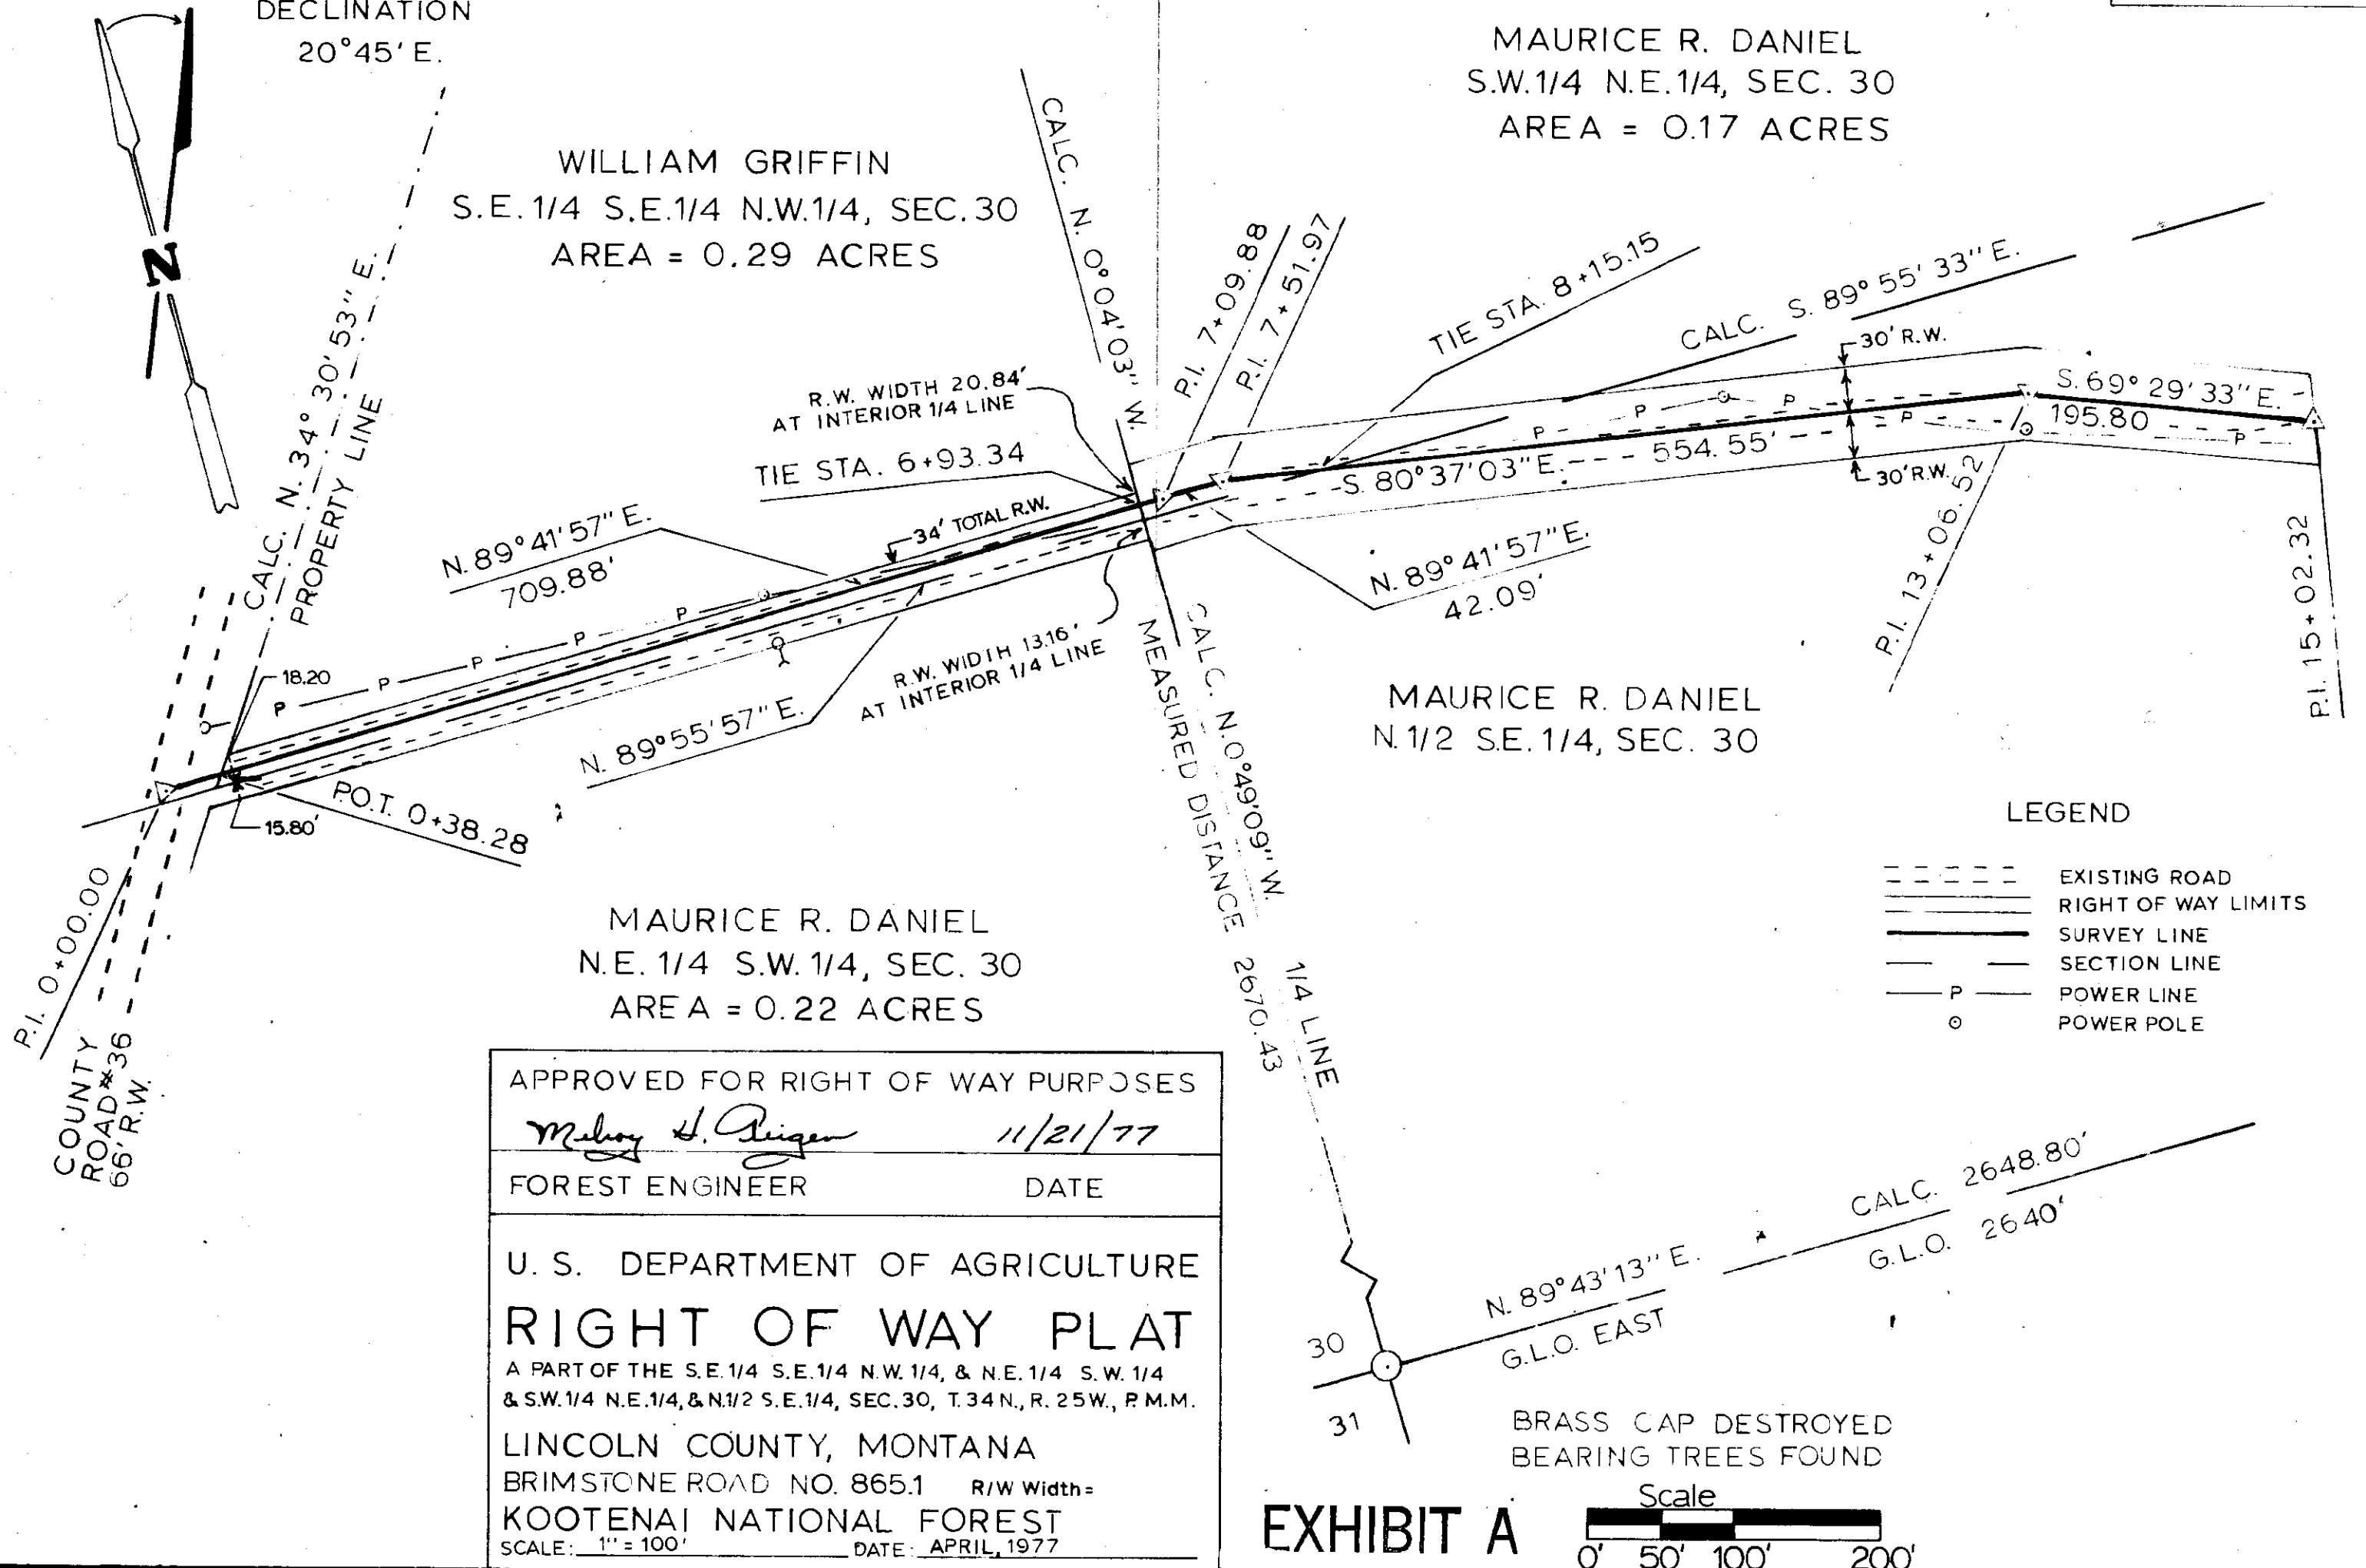 DECLINATION
20°45' E.
N
WILLIAM GRIFFIN
S.E. 1/4 S.E.1/4 N.W.1/4, SEC.30
AREA = 0.29 ACRES
MAURICE R. DANIEL
S.W.1/4 N.E.1/4, SEC. 30
AREA = 0.17 ACRES
CALC. N. 34° 30' 53" E.
PROPERTY LINE
CALC. N. 0°04'03" W.
R.W. WIDTH 20.84'
AT INTERIOR 1/4 LINE
TIE STA. 6+93.34
P.I. 7+09.88
P.I. 7+51.97
TIE STA. 8+15.15
CALC. S. 89° 55' 33" E.
30' R.W.
S. 69° 29' 33" E.
195.80
S. 80°37'03" E.
554.55'
30' R.W.
P
P
P
P
P
P
P
P
P
P
P
N. 89°41'57" E.
709.88'
34' TOTAL R.W.
N. 89°41'57" E.
42.09'
P.I. 13+06.52
P.I. 15+02.32
18.20
15.80'
P.O.T. 0+38.28
N. 89°55'57" E.
R.W. WIDTH 13.16'
AT INTERIOR 1/4 LINE
MEASURED DISTANCE 2670.43
CALC. N.0°49'09" W. 1/4 LINE
MAURICE R. DANIEL
N.1/2 S.E. 1/4, SEC. 30
P.I. 0+00.00
COUNTY
ROAD #36
66' R.W.
MAURICE R. DANIEL
N.E. 1/4 S.W. 1/4, SEC. 30
AREA = 0.22 ACRES
LEGEND
EXISTING ROAD
RIGHT OF WAY LIMITS
SURVEY LINE
SECTION LINE
P POWER LINE
POWER POLE
APPROVED FOR RIGHT OF WAY PURPOSES
11/21/77
FOREST ENGINEER DATE
U. S. DEPARTMENT OF AGRICULTURE
RIGHT OF WAY PLAT
A PART OF THE S.E. 1/4 S.E. 1/4 N.W. 1/4, & N.E. 1/4 S.W. 1/4
& S.W. 1/4 N.E.1/4, & N.1/2 S.E.1/4, SEC.30, T.34N., R. 25W., P.M.M.
LINCOLN COUNTY, MONTANA
BRIMSTONE ROAD NO. 865.1 R/W Width=
KOOTENAI NATIONAL FOREST
SCALE: 1" = 100' DATE: APRIL, 1977
30
31
N. 89°43'13" E.
G.L.O. EAST
CALC. 2648.80'
G.L.O. 2640'
BRASS CAP DESTROYED
BEARING TREES FOUND
EXHIBIT A
Scale
0' 50' 100' 200'